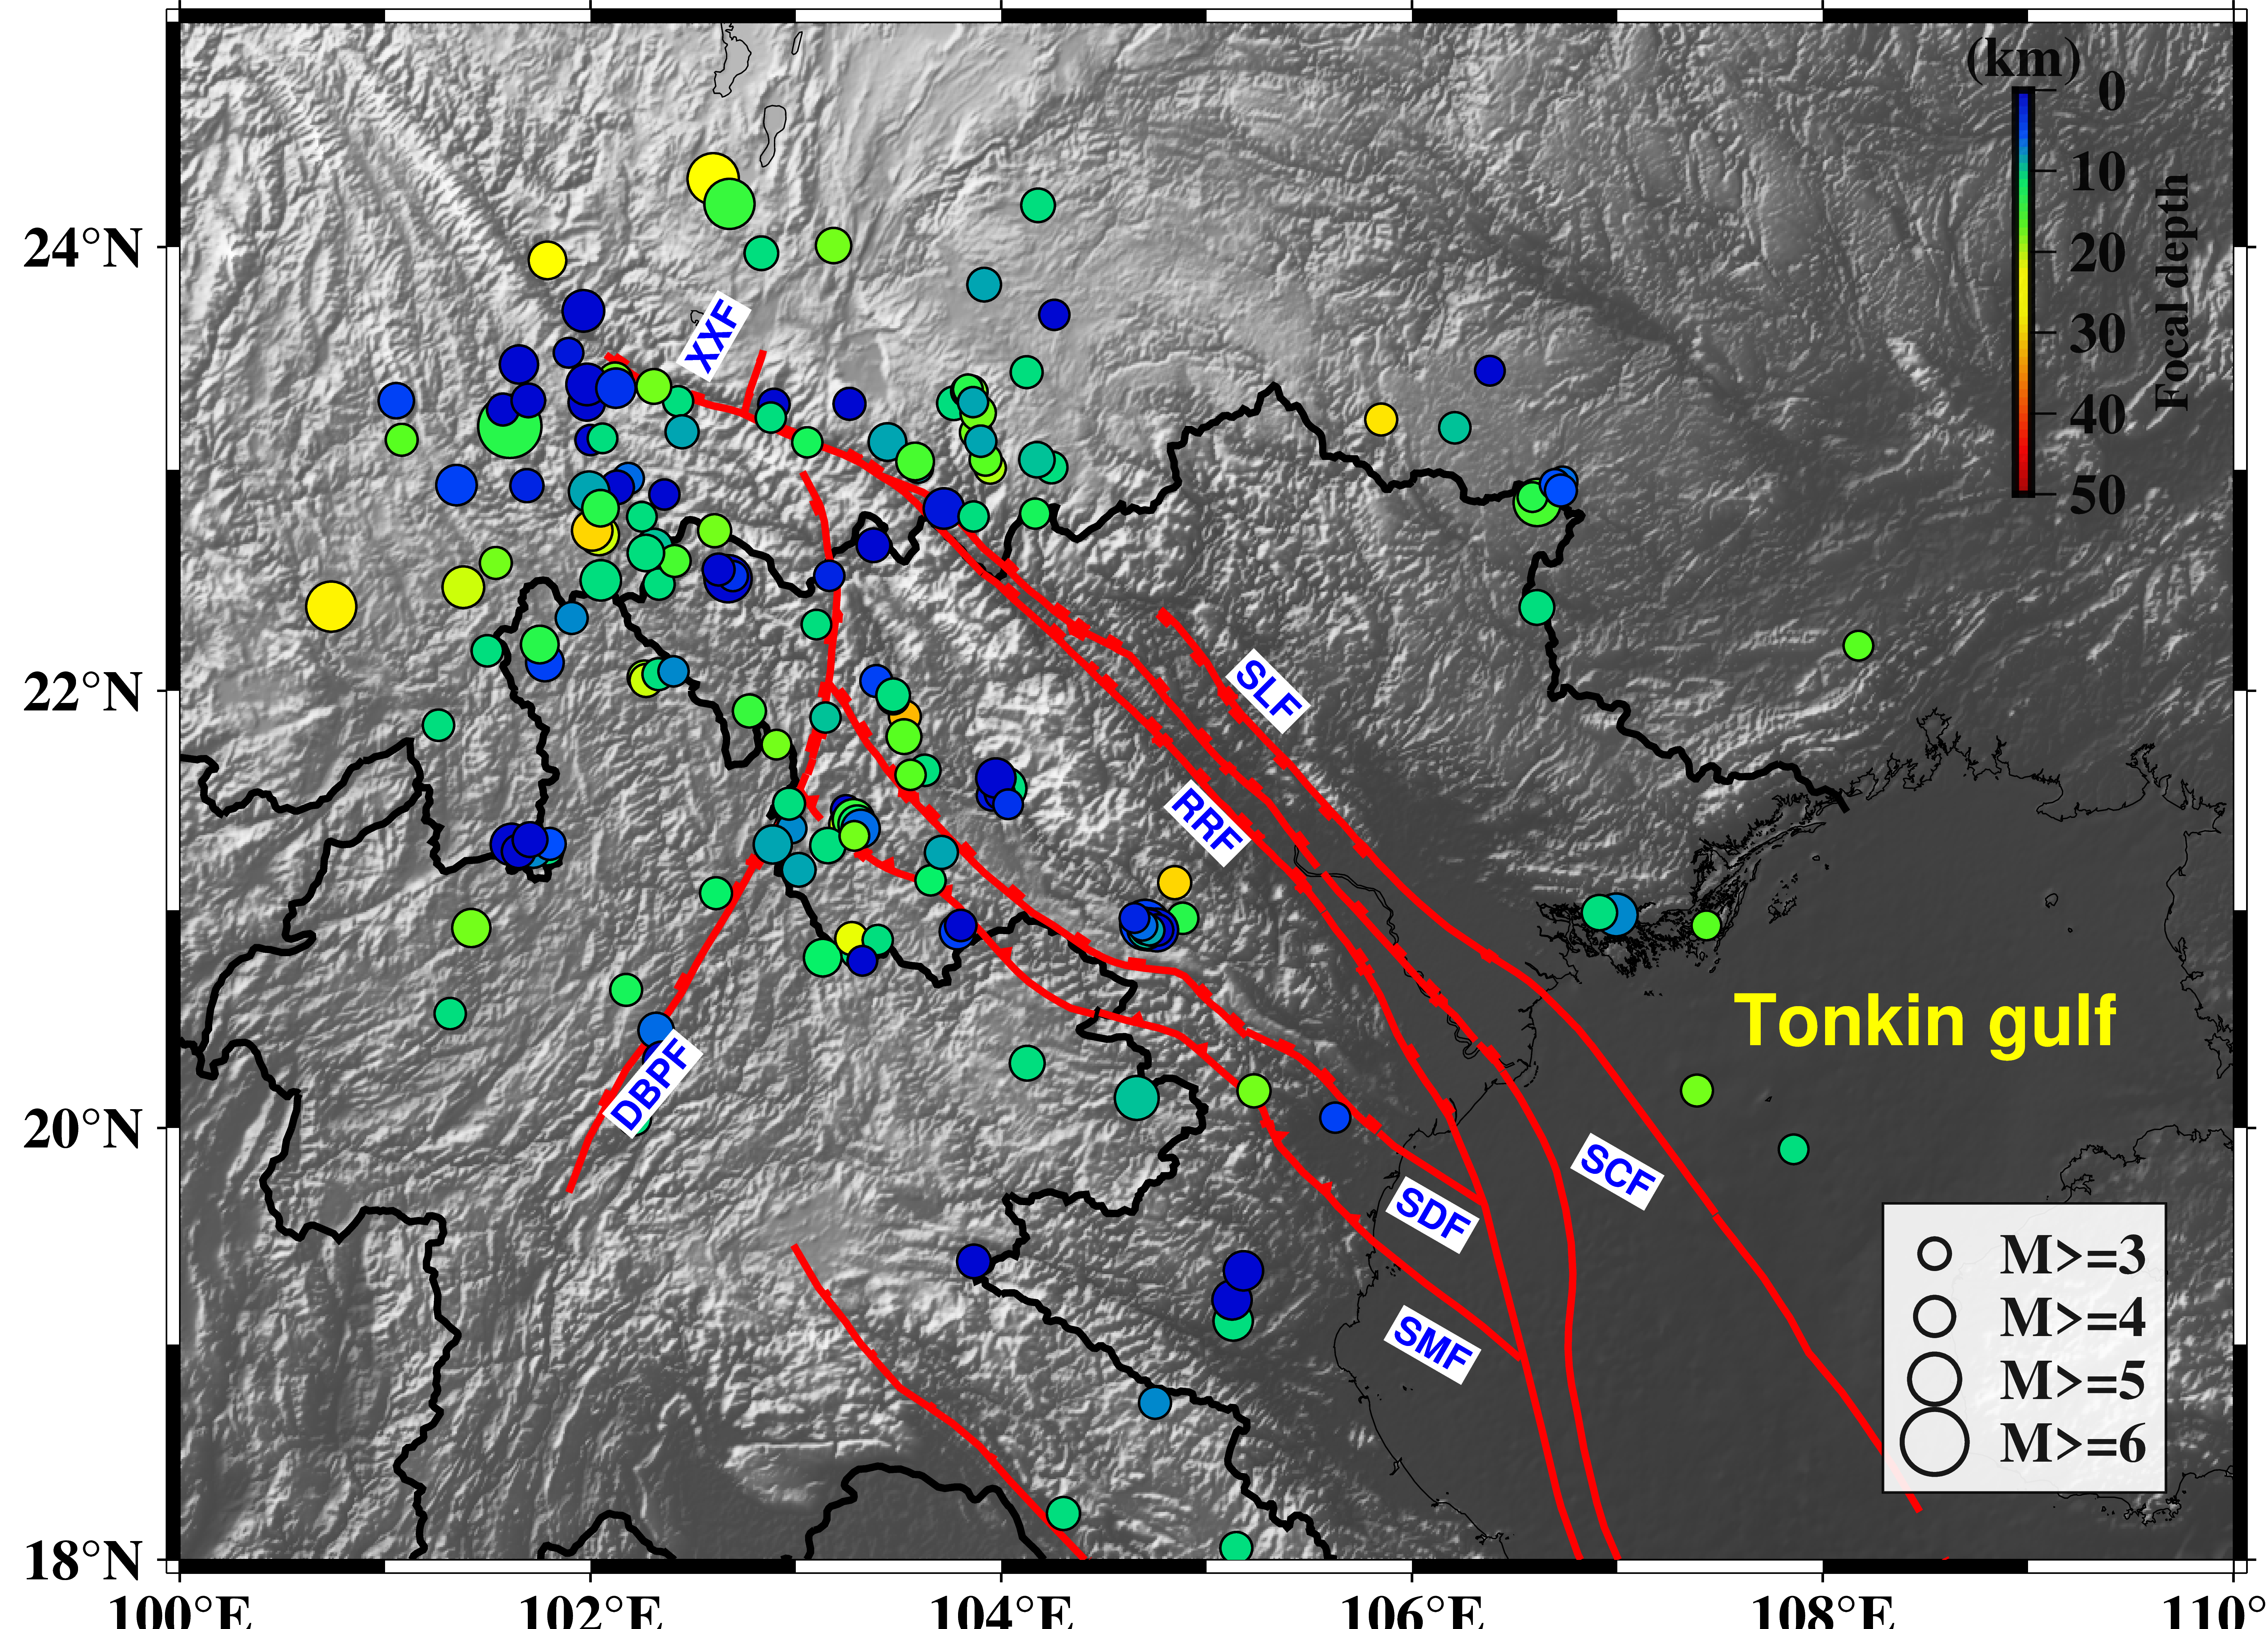 (km)
0
10
20
30
40
50
Focal depth
24°N
22°N
20°N
18°N
XXF
SLF
RRF
DBPF
SCF
SDF
SMF
Tonkin gulf
M>=3
M>=4
M>=5
M>=6
100°E
102°E
104°E
106°E
108°E
110°